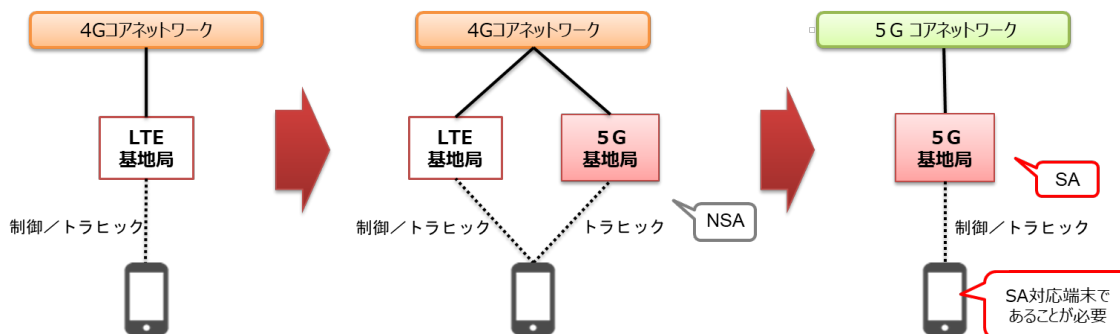 4Gコアネットワーク
LTE
基地局
制御／トラヒック
4Gコアネットワーク
LTE
基地局
5G
基地局
制御／トラヒック
トラヒック
NSA
5G コアネットワーク
5G
基地局
SA
制御／トラヒック
SA対応端末で
あることが必要